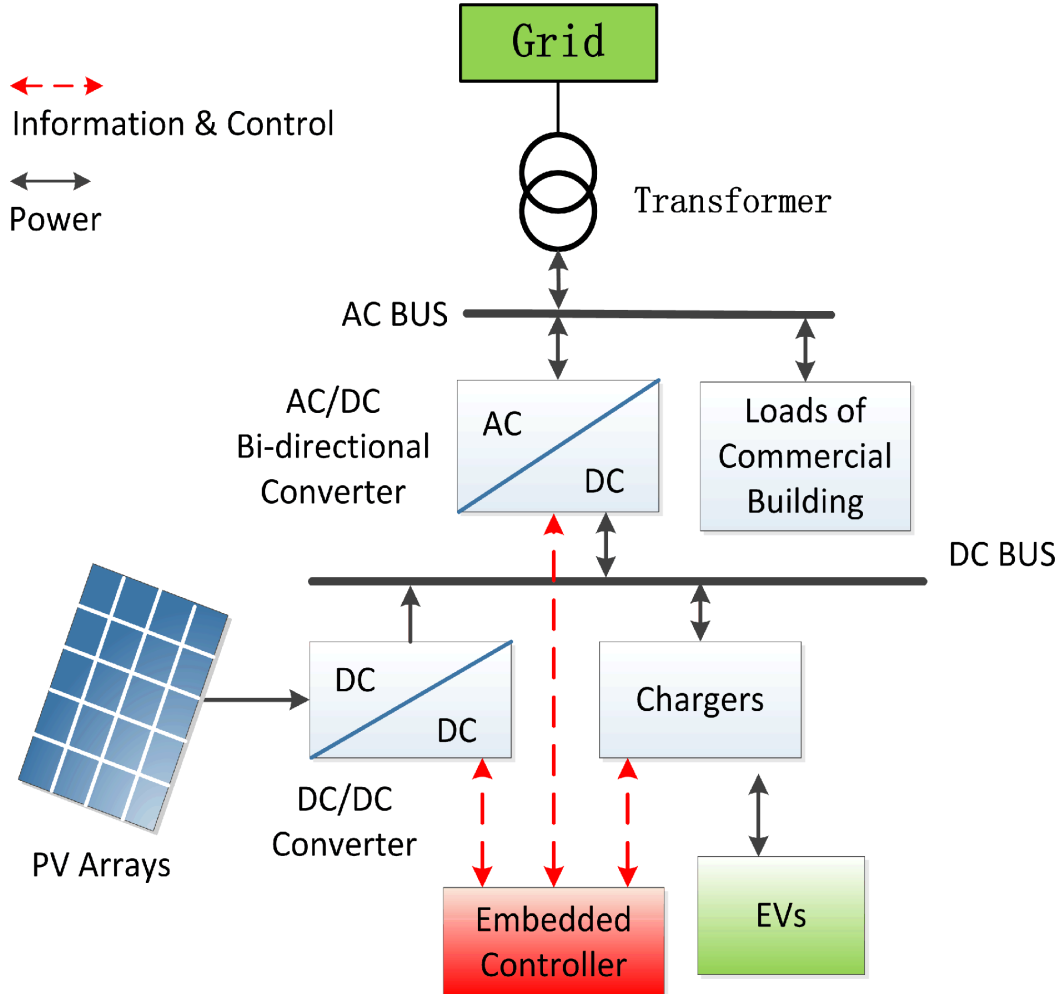 Grid
Information & Control
Power
Transformer
AC BUS
AC/DC
Bi-directional
Converter
AC
DC
Loads of
Commercial
Building
DC BUS
DC
DC
Chargers
DC/DC
Converter
PV Arrays
Embedded
Controller
EVs